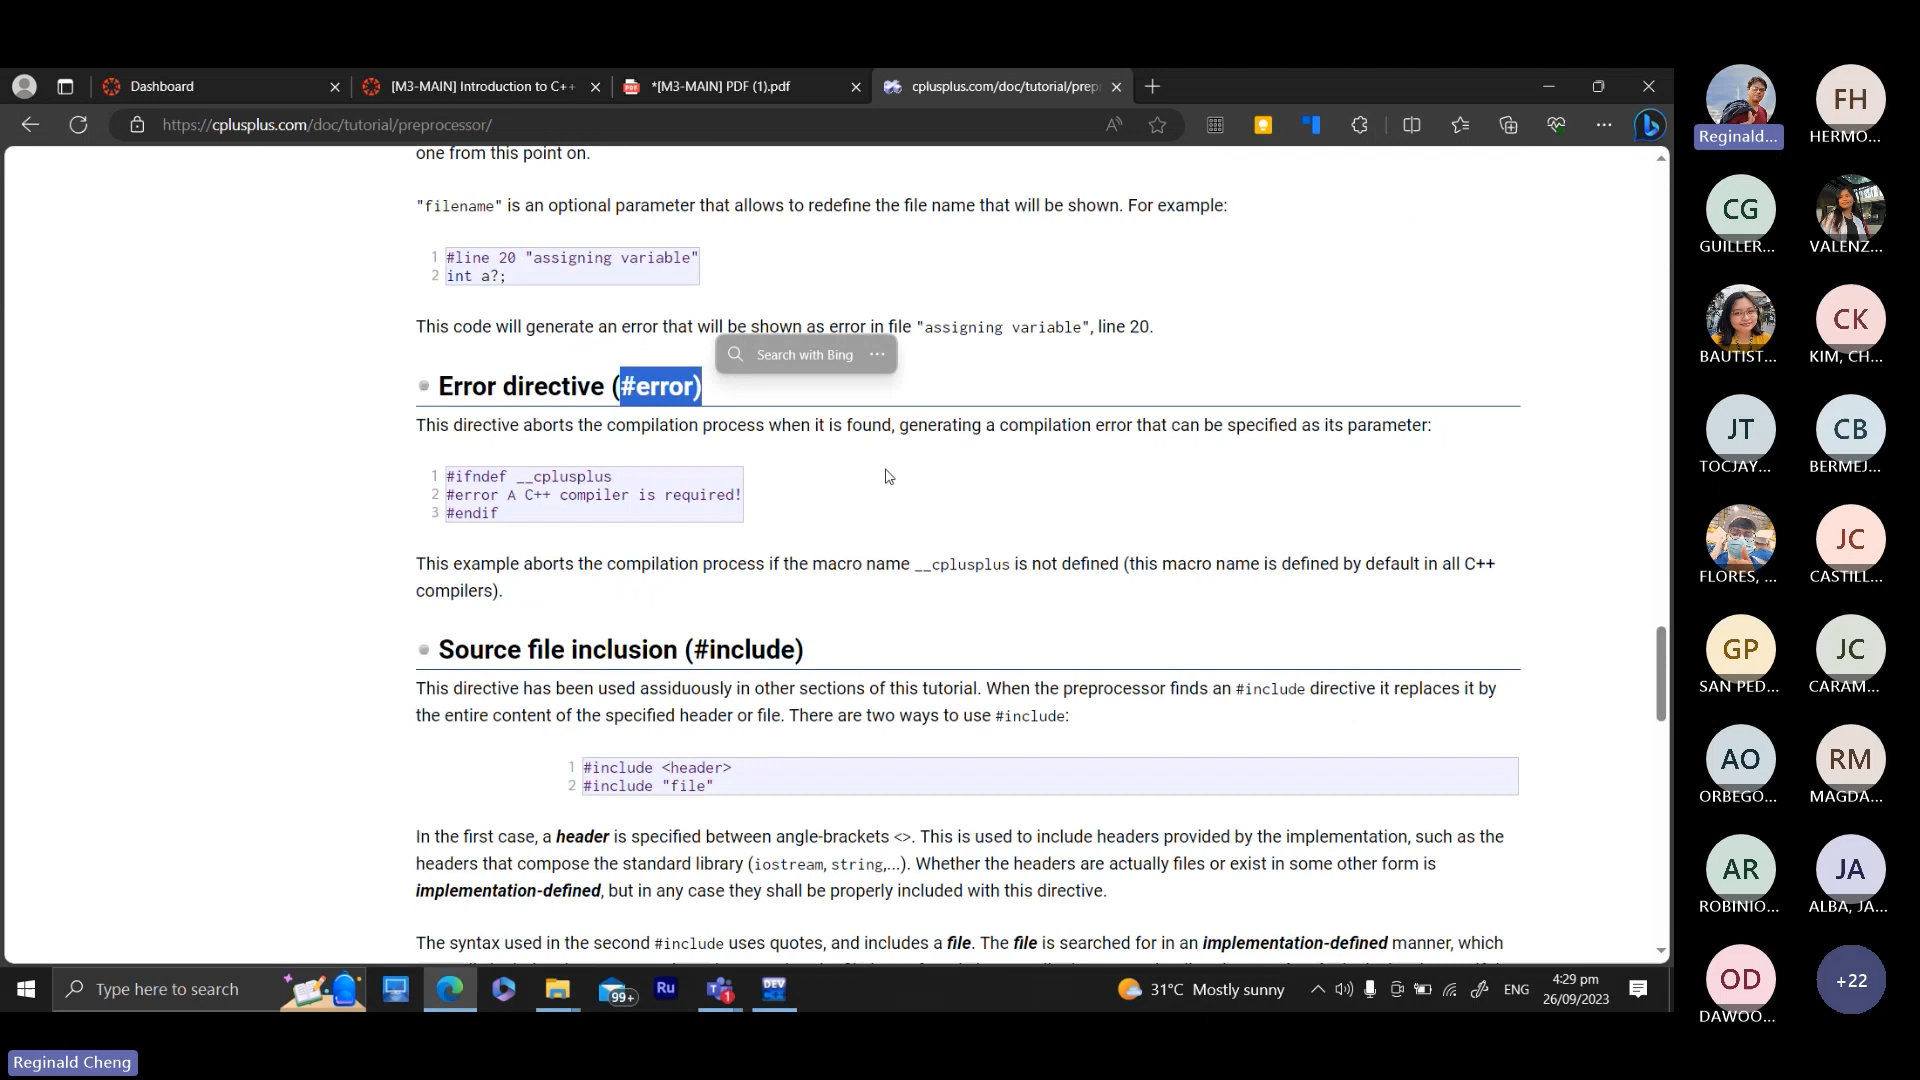 Dashboard
[M3-MAIN] Introduction to C++
*[M3-MAIN] PDF (1).pdf
cplusplus.com/doc/tutorial/prep
https://cplusplus.com/doc/tutorial/preprocessor/
one from this point on.
"filename" is an optional parameter that allows to redefine the file name that will be shown. For example:
1 #line 20 "assigning variable"
2 int a?;
This code will generate an error that will be shown as error in file "assigning variable", line 20.
Search with Bing
Error directive (#error)
This directive aborts the compilation process when it is found, generating a compilation error that can be specified as its parameter:
1 #ifndef __cplusplus
2 #error A C++ compiler is required!
3 #endif
This example aborts the compilation process if the macro name __cplusplus is not defined (this macro name is defined by default in all C++
compilers).
Source file inclusion (#include)
This directive has been used assiduously in other sections of this tutorial. When the preprocessor finds an #include directive it replaces it by
the entire content of the specified header or file. There are two ways to use #include:
1 #include <header>
2 #include "file"
In the first case, a header is specified between angle-brackets <>. This is used to include headers provided by the implementation, such as the
headers that compose the standard library (iostream, string,...). Whether the headers are actually files or exist in some other form is
implementation-defined, but in any case they shall be properly included with this directive.
The syntax used in the second #include uses quotes, and includes a file. The file is searched for in an implementation-defined manner, which
Type here to search
99+
Ru
1
DEV
31°C Mostly sunny
ENG
4:29 pm
26/09/2023
Reginald Cheng
Reginald...
FH
HERMO...
CG
GUILLER...
VALENZ...
BAUTIST...
CK
KIM, CH...
JT
TOCJAY...
CB
BERMEJ...
FLORES, ...
JC
CASTILL...
GP
SAN PED...
JC
CARAM...
AO
ORBEGO...
RM
MAGDA...
AR
ROBINIO...
JA
ALBA, JA...
OD
DAWOO...
+22